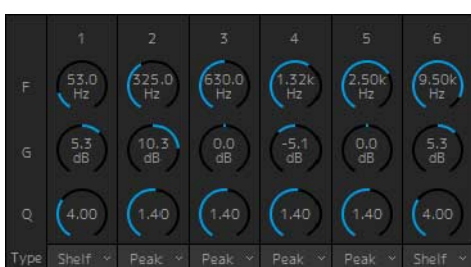 1 2 3 4 5 6
F 53.0 Hz 325.0 Hz 630.0 Hz 1.32k Hz 2.50k Hz 9.50k Hz
G 5.3 dB 10.3 dB 0.0 dB -5.1 dB 0.0 dB 5.3 dB
Q 4.00 1.40 1.40 1.40 1.40 4.00
Type Shelf Peak Peak Peak Peak Shelf